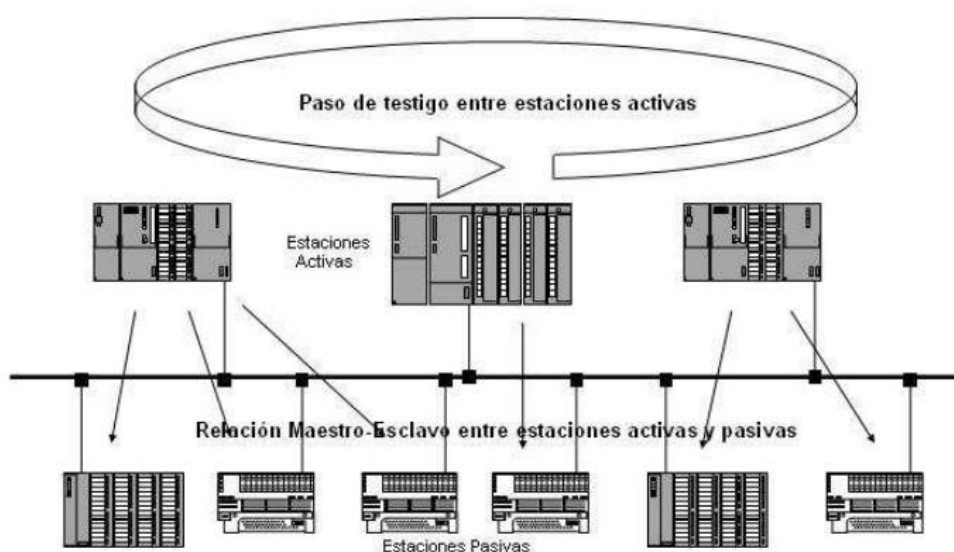 Paso de testigo entre estaciones activas
Estaciones
Activas
Relación Maestro-Esclavo entre estaciones activas y pasivas
Estaciones Pasivas